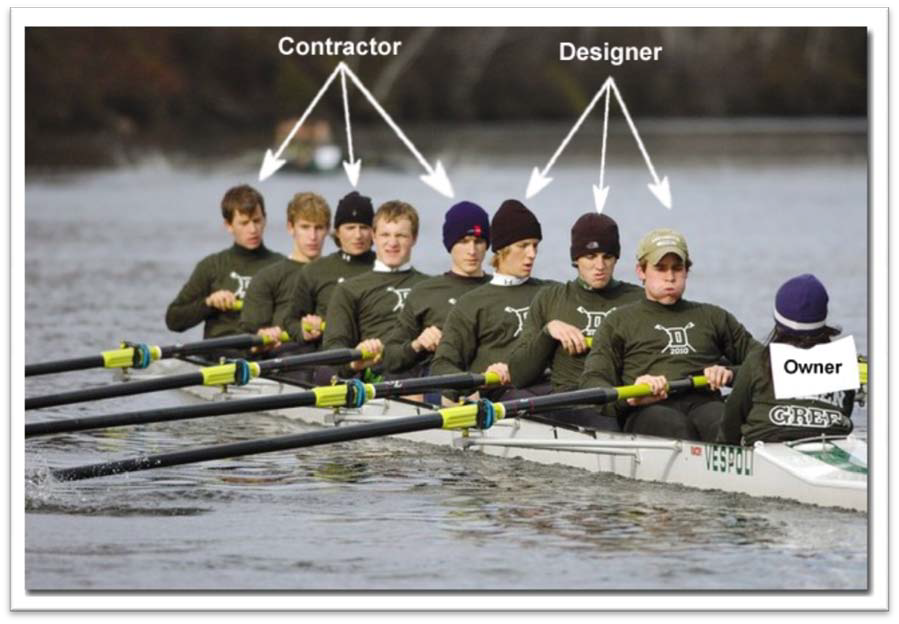 Contractor
Designer
Owner
D
2010
GREE
VESPOLI